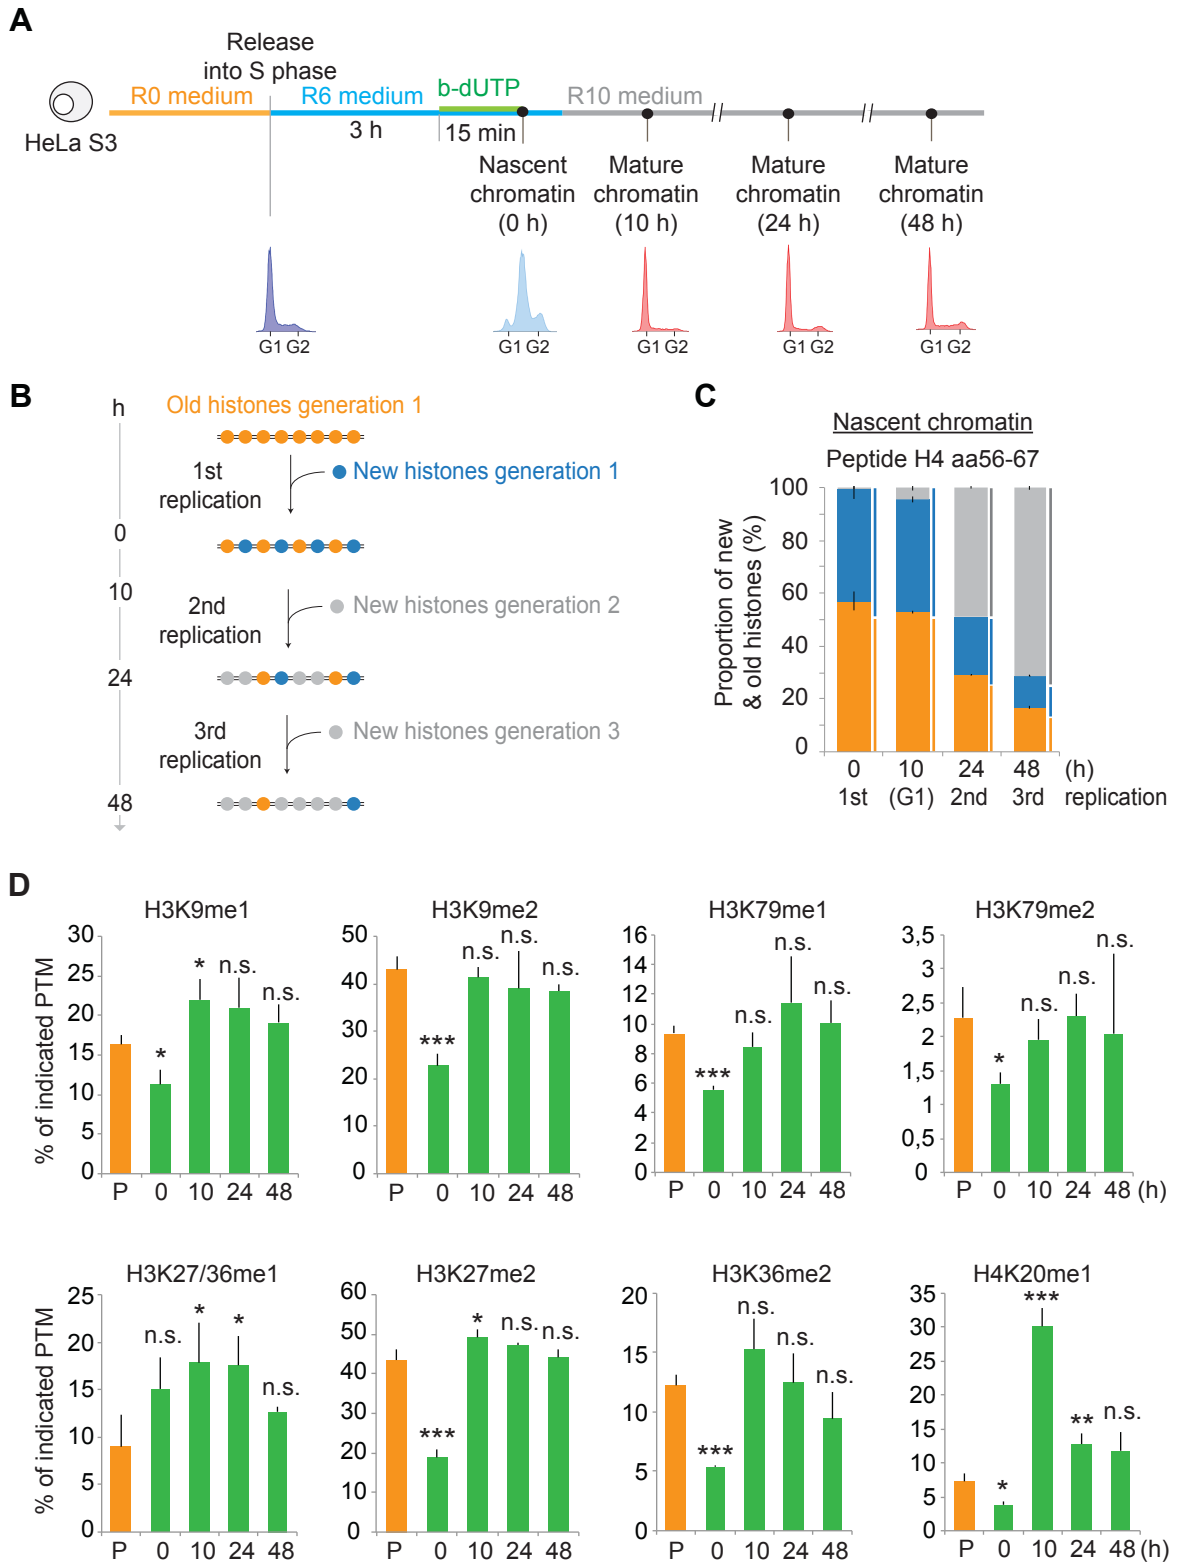 A
Release
into S phase
R0 medium
R6 medium
b-dUTP
R10 medium
HeLa S3
3 h
15 min
Nascent
chromatin
(0 h)
Mature
chromatin
(10 h)
Mature
chromatin
(24 h)
Mature
chromatin
(48 h)
G1 G2
G1 G2
G1 G2
G1 G2
G1 G2
B
h
Old histones generation 1
1st
replication
New histones generation 1
0
10
2nd
replication
New histones generation 2
24
3rd
replication
New histones generation 3
48
C
Nascent chromatin
Peptide H4 aa56-67
Proportion of new
& old histones (%)
100
80
60
40
20
0
0 10 24 48 (h)
1st (G1) 2nd 3rd replication
D
H3K9me1
% of indicated PTM
30
25
20
15
10
5
0
*
*
n.s.
n.s.
P 0 10 24 48
H3K9me2
50
40
30
20
10
0
***
n.s.
n.s.
n.s.
P 0 10 24 48
H3K79me1
16
14
12
10
8
6
4
2
0
***
n.s.
n.s.
n.s.
P 0 10 24 48
H3K79me2
3,5
3
2,5
2
1,5
1
0,5
0
*
n.s.
n.s.
n.s.
P 0 10 24 48 (h)
H3K27/36me1
% of indicated PTM
25
20
15
10
5
0
n.s.
*
*
n.s.
P 0 10 24 48
H3K27me2
60
50
40
30
20
10
0
***
*
n.s.
n.s.
P 0 10 24 48
H3K36me2
20
15
10
5
0
***
n.s.
n.s.
n.s.
P 0 10 24 48
H4K20me1
35
30
25
20
15
10
5
0
*
***
**
n.s.
P 0 10 24 48 (h)